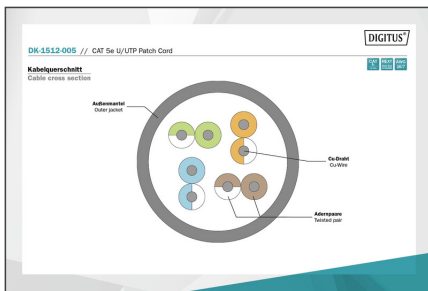 DIGITUS®
DK-1512-005 // CAT 5e U/UTP Patch Cord
Kabelquerschnitt
Cable cross section
Außenmantel
Outer jacket
Cu-Draht
Cu-Wire
Adernpaare
Twisted pair